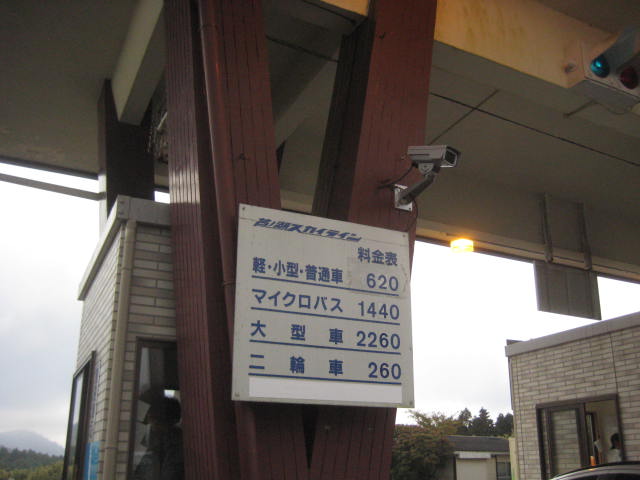 芦ノ湖スカイライン
料金表
軽・小型・普通車 620
マイクロバス 1440
大型車 2260
二輪車 260